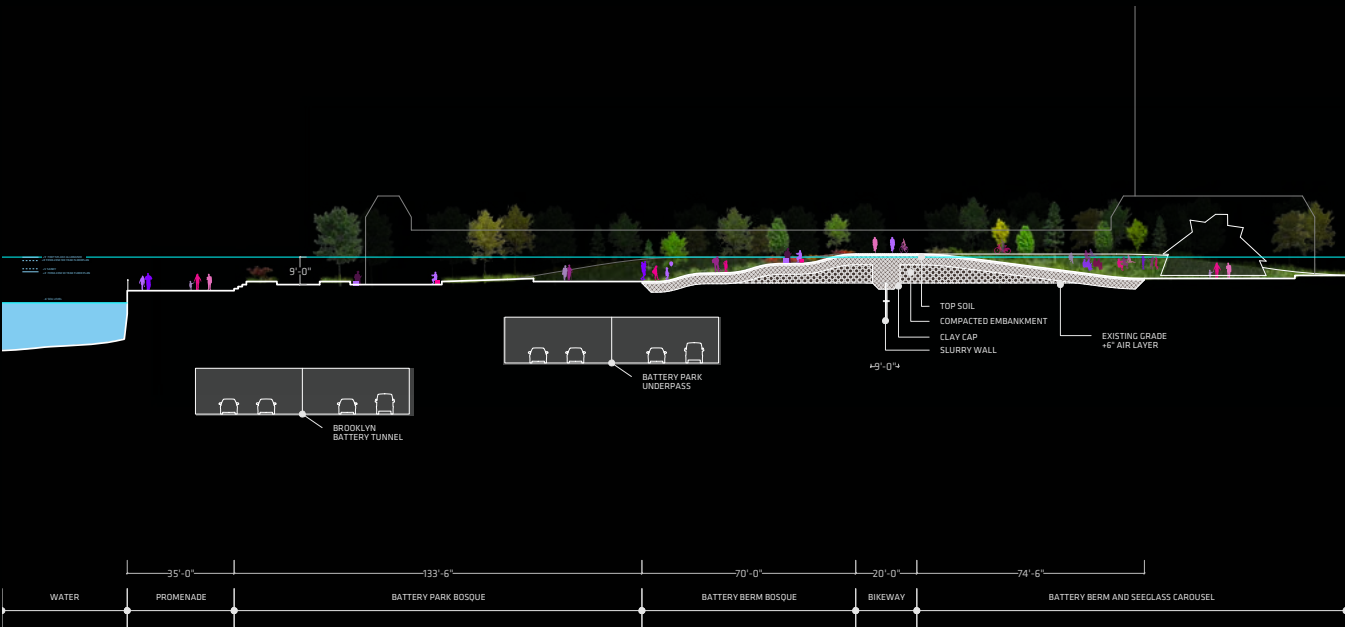 9'-0"
TOP SOIL
COMPACTED EMBANKMENT
CLAY CAP
SLURRY WALL
EXISTING GRADE
+6" AIR LAYER
9'-0"
BATTERY PARK
UNDERPASS
BROOKLYN
BATTERY TUNNEL
35'-0"
133'-6"
70'-0"
20'-0"
74'-6"
WATER
PROMENADE
BATTERY PARK BOSQUE
BATTERY BERM BOSQUE
BIKEWAY
BATTERY BERM AND SEEGLASS CAROUSEL